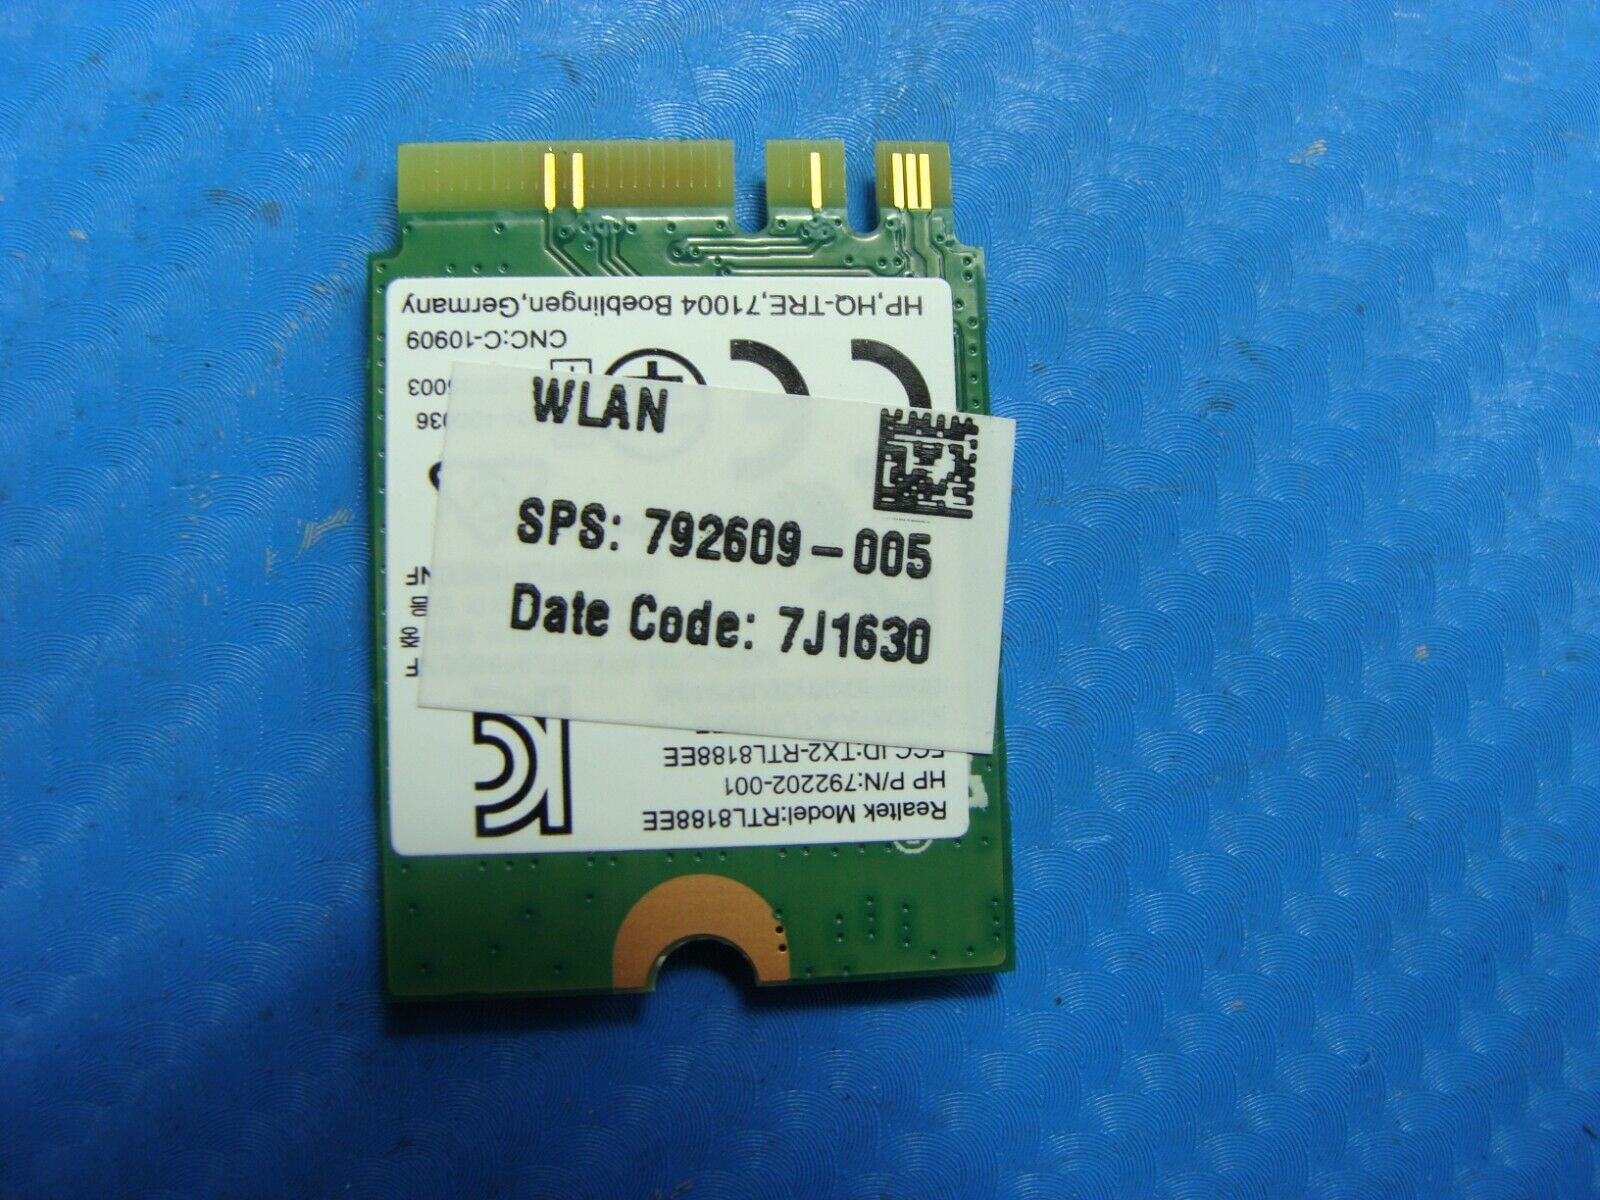 WLAN
SPS: 792609-005
Date Code: 7J1630
Realtek Model:RTL8188EE
HP P/N:792202-001
FCC ID:TX2-RTL8188EE
CNC:C-10909
HP,HQ-TRE,71004 Boeblingen,Germany